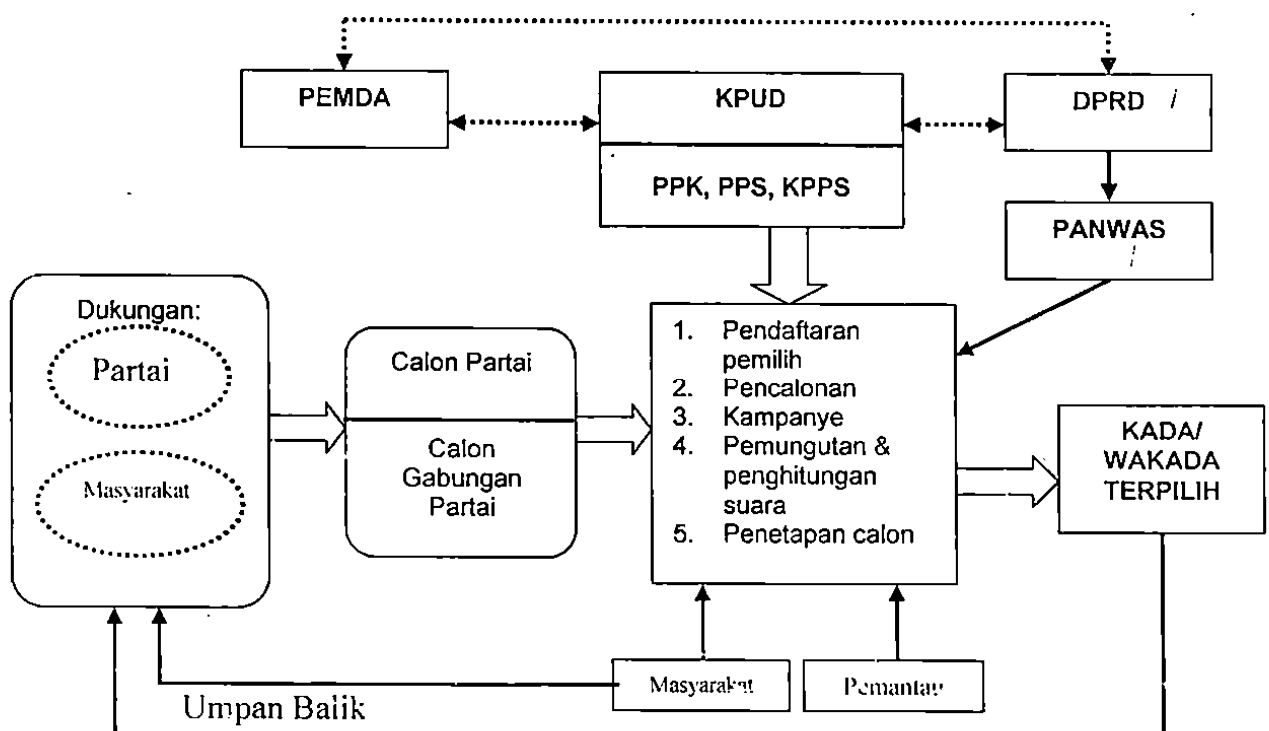 PEMDA
KPUD
DPRD
PPK, PPS, KPPS
PANWAS
Dukungan:
Partai
Masyarakat
Calon Partai
Calon
Gabungan
Partai
1. Pendaftaran
pemilih
2. Pencalonan
3. Kampanye
4. Pemungutan &
penghitungan
suara
5. Penetapan calon
KADA/
WAKADA
TERPILIH
Masyarakat
Pemantau
Umpan Balik